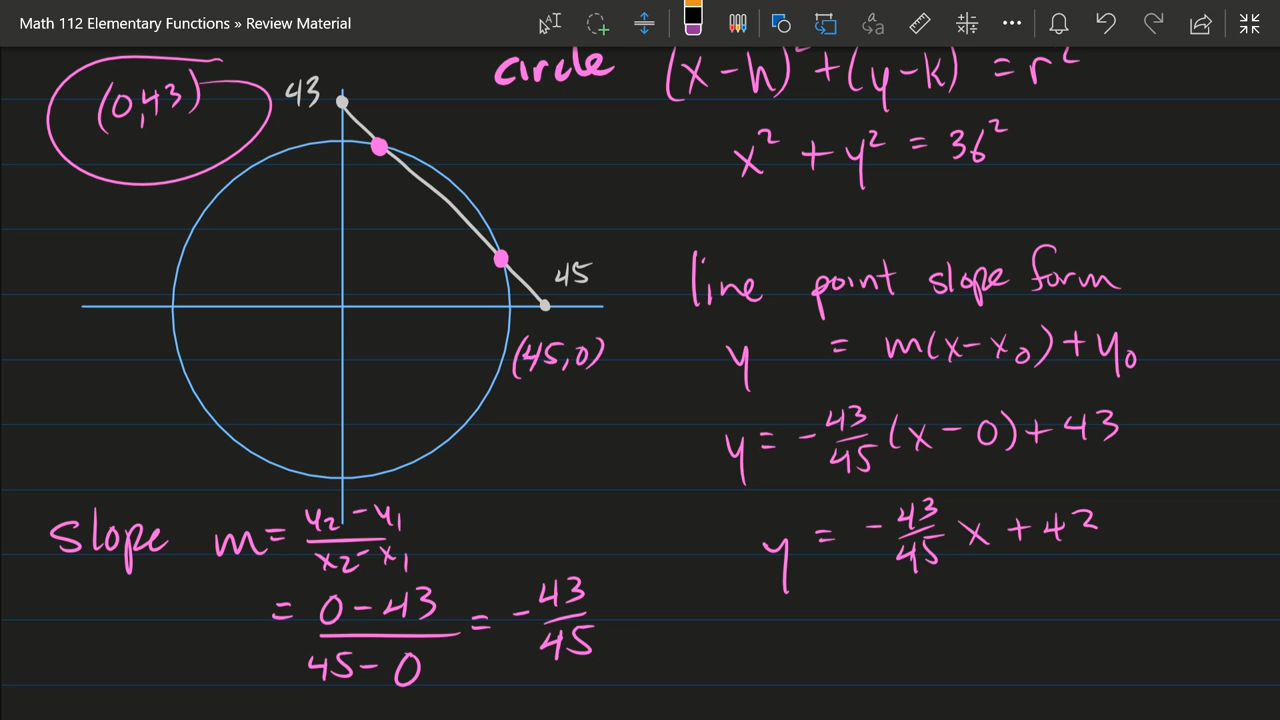 Math 112 Elementary Functions » Review Material
circle (x-h)² + (y-k) = r²
x² + y² = 36²
(0,43)
43
45
(45,0)
line point slope form
y = m(x-x₀)+y₀
y = -43/45 (x-0)+43
y = -43/45 x + 42
slope m = y₂-y₁/x₂-x₁
= 0-43/45-0 = -43/45